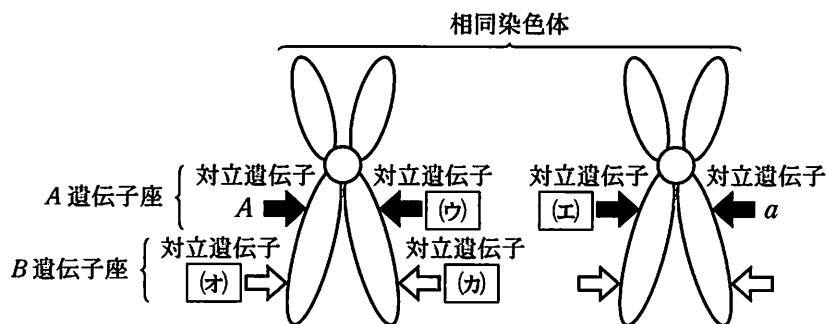 相同染色体
対立遺伝子 対立遺伝子 対立遺伝子 対立遺伝子
A 遺伝子座 A (ウ) (エ) a
対立遺伝子 対立遺伝子
B 遺伝子座 (オ) (カ)